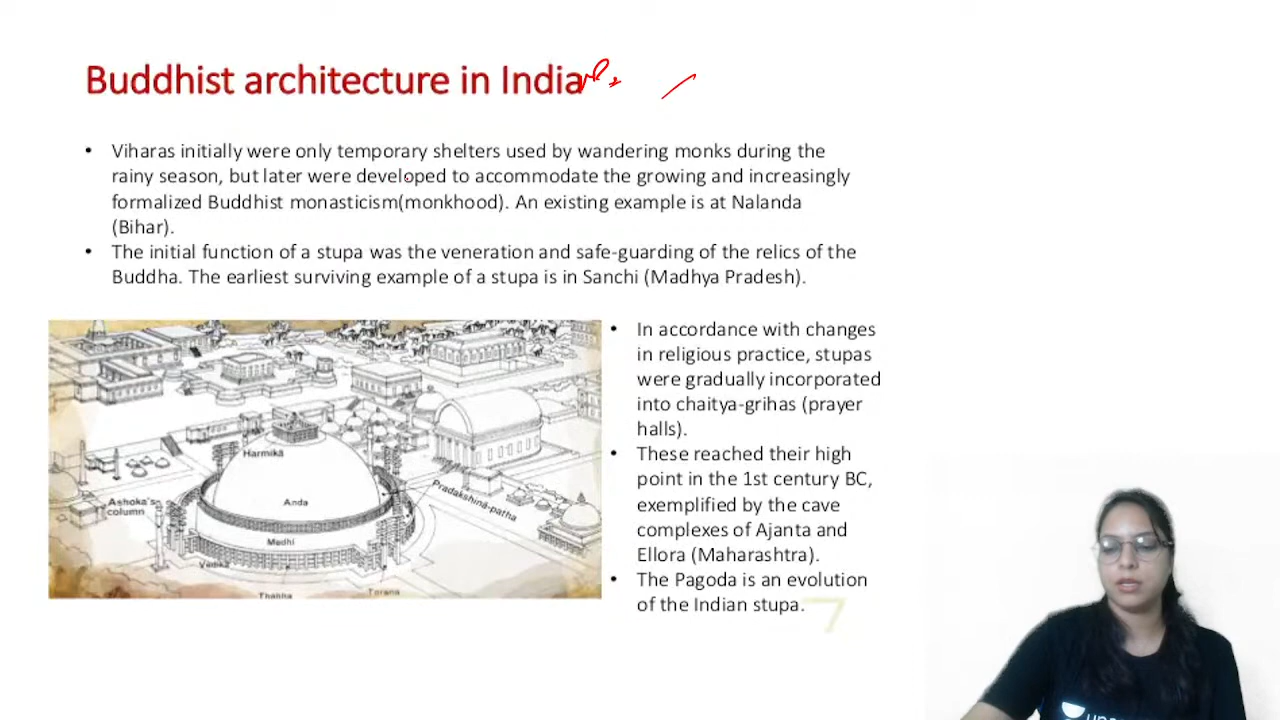 Buddhist architecture in India
• Viharas initially were only temporary shelters used by wandering monks during the
rainy season, but later were developed to accommodate the growing and increasingly
formalized Buddhist monasticism(monkhood). An existing example is at Nalanda
(Bihar).
• The initial function of a stupa was the veneration and safe-guarding of the relics of the
Buddha. The earliest surviving example of a stupa is in Sanchi (Madhya Pradesh).
• In accordance with changes
in religious practice, stupas
were gradually incorporated
into chaitya-grihas (prayer
halls).
• These reached their high
point in the 1st century BC,
exemplified by the cave
complexes of Ajanta and
Ellora (Maharashtra).
• The Pagoda is an evolution
of the Indian stupa.
Harmikā
Anda
Ashoka's
column
Pradakshinā-patha
Medhi
Vedika
Torana